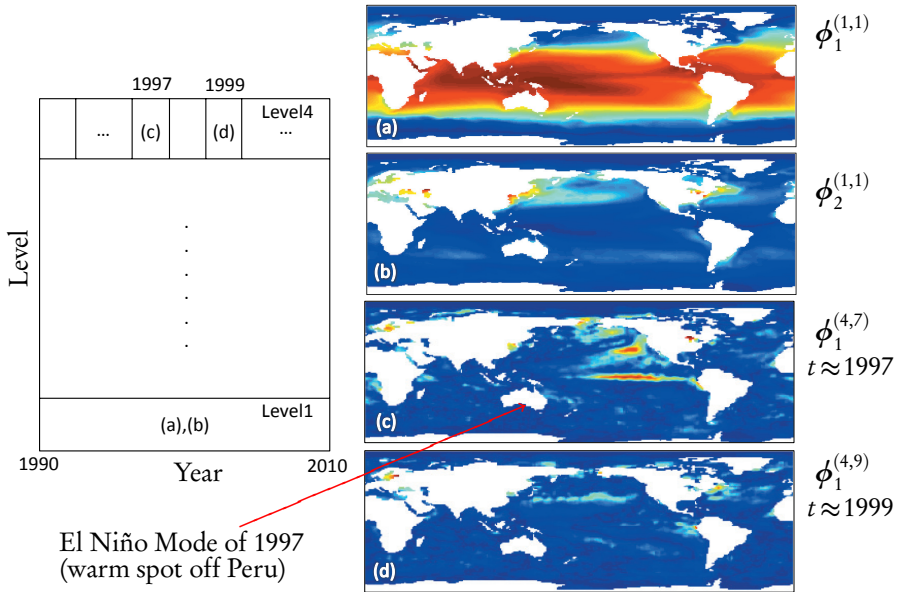 1997
1999
...
(c)
(d)
Level4
...
Level
Level1
(a),(b)
1990
Year
2010
El Niño Mode of 1997
(warm spot off Peru)
(a)
ϕ₁^(1,1)
(b)
ϕ₂^(1,1)
(c)
ϕ₁^(4,7)
t ≈ 1997
(d)
ϕ₁^(4,9)
t ≈ 1999